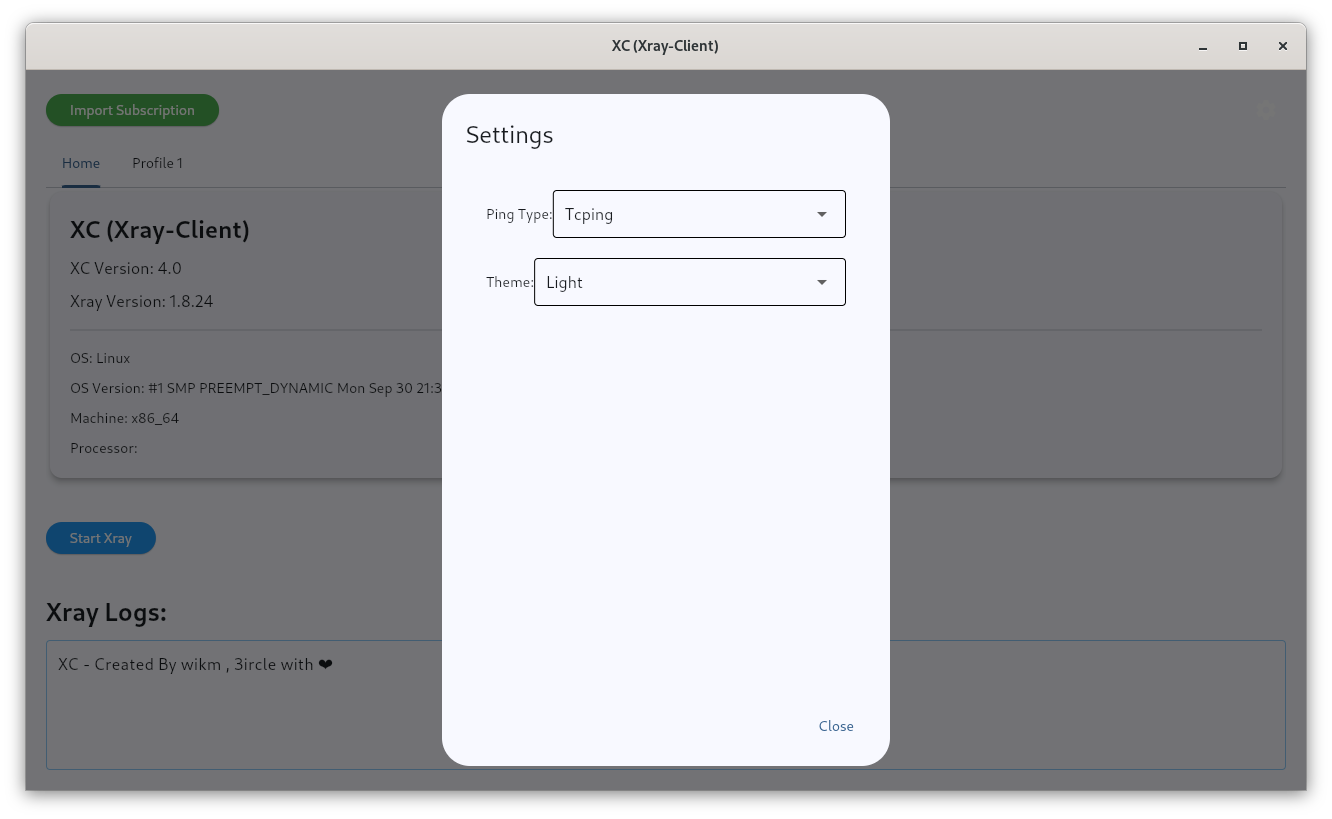 XC (Xray-Client)
Import Subscription
Home Profile 1
XC (Xray-Client)
XC Version: 4.0
Xray Version: 1.8.24
OS: Linux
OS Version: #1 SMP PREEMPT_DYNAMIC Mon Sep 30 21:3
Machine: x86_64
Processor:
Start Xray
Xray Logs:
XC - Created By wikm , 3ircle with ❤
Settings
Ping Type: Tcping
Theme: Light
Close